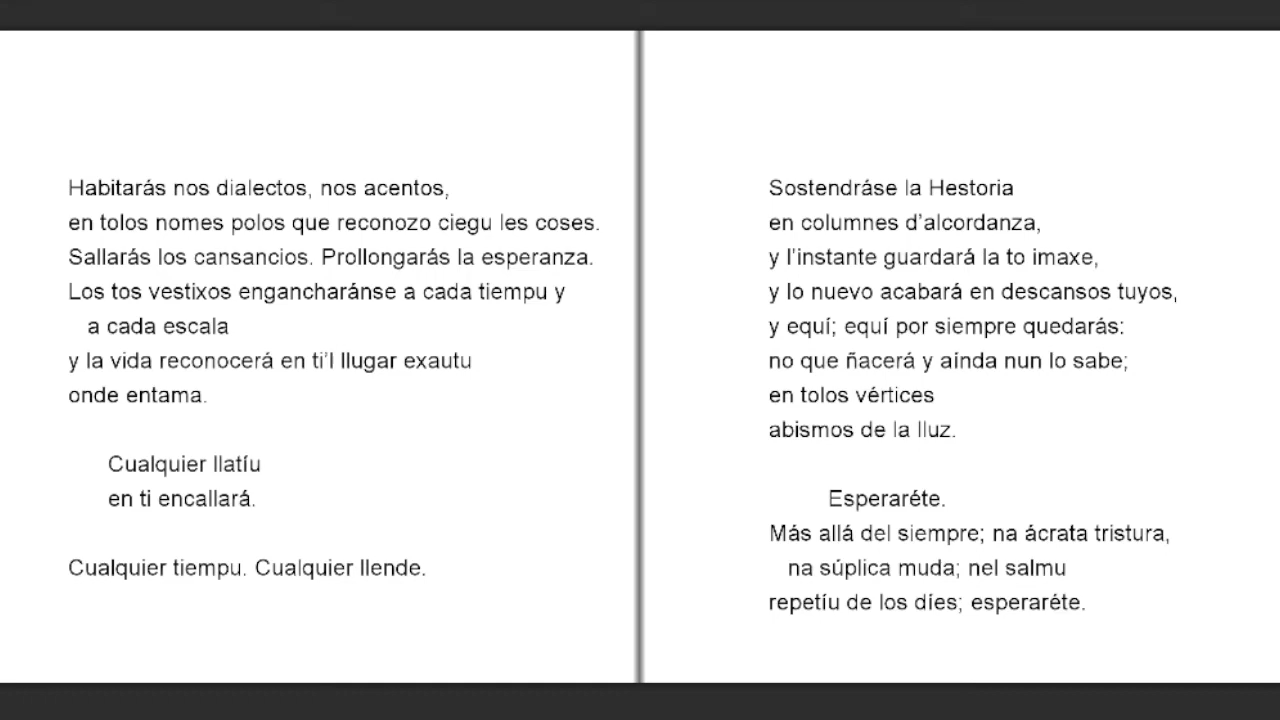 Habitarás nos dialectos, nos acentos,
en tolos nomes polos que reconozo ciegu les coses.
Sallarás los cansancios. Prollongarás la esperanza.
Los tos vestixos engancharánse a cada tiempu y
a cada escala
y la vida reconocerá en ti’l llugar exautu
onde entama.
Cualquier llatíu
en ti encallará.
Cualquier tiempu. Cualquier llende.
Sostendráse la Hestoria
en columnes d’alcordanza,
y l’instante guardará la to imaxe,
y lo nuevo acabará en descansos tuyos,
y equí; equí por siempre quedarás:
no que ñacerá y aínda nun lo sabe;
en tolos vértices
abismos de la lluz.
Esperaréte.
Más allá del siempre; na ácrata tristura,
na súplica muda; nel salmu
repetíu de los díes; esperaréte.